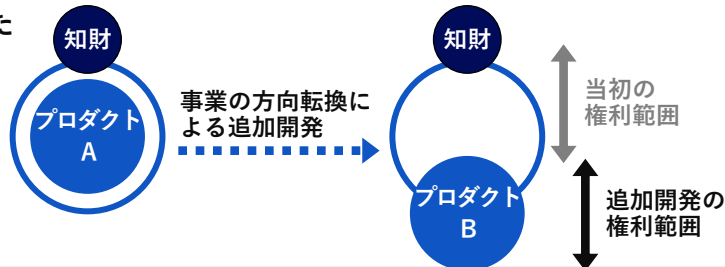 た
知財
プロダクト
A
事業の方向転換に
よる追加開発
知財
プロダクト
B
当初の
権利範囲
追加開発の
権利範囲